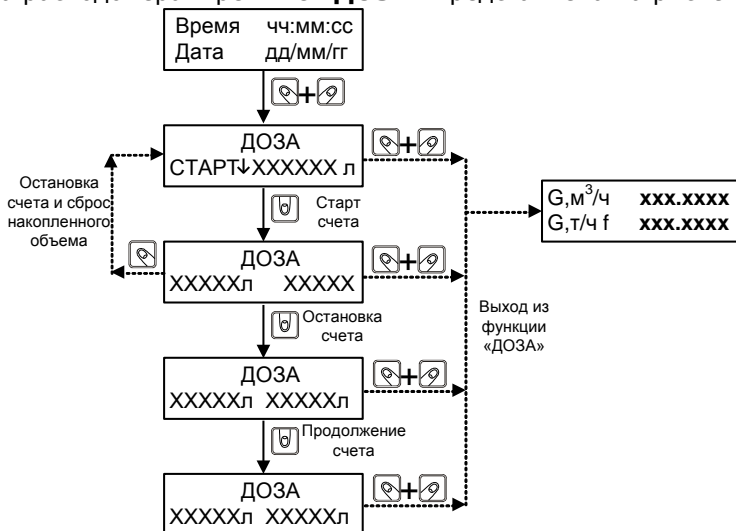 Время чч:мм:сс
Дата дд/мм/гг
+
ДОЗА
СТАРТ↓XXXXXX л
+
Остановка
счета и сброс
накопленного
объема
Старт
счета
G,м³/ч xxx.xxxx
G,т/ч f xxx.xxxx
ДОЗА
XXXXXл XXXXX
+
Остановка
счета
Выход из
функции
«ДОЗА»
ДОЗА
XXXXXл XXXXXл
+
Продолжение
счета
ДОЗА
XXXXXл XXXXXл
+